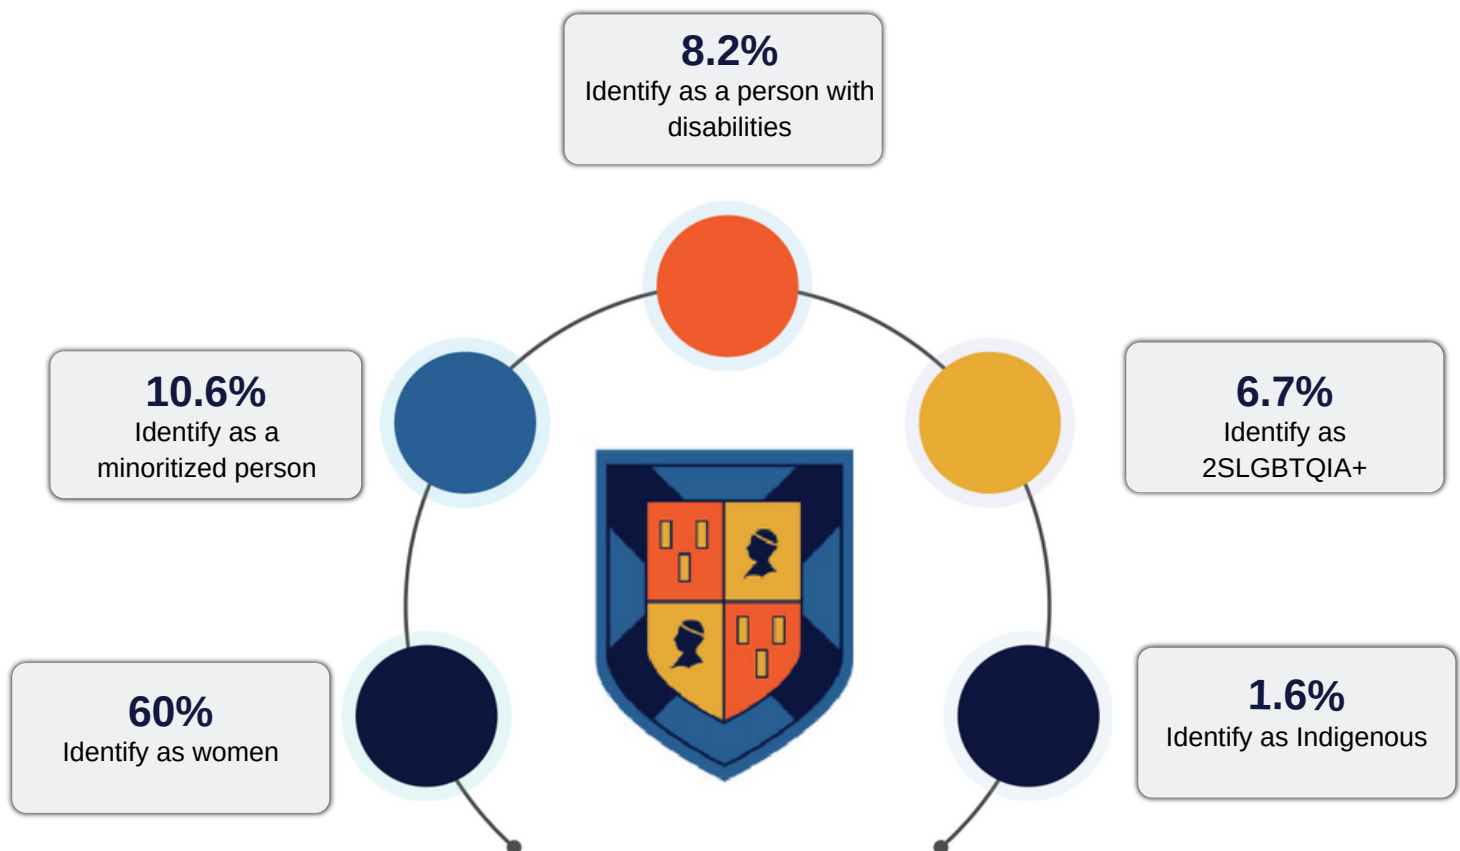 8.2%
Identify as a person with
disabilities
10.6%
Identify as a
minoritized person
6.7%
Identify as
2SLGBTQIA+
60%
Identify as women
1.6%
Identify as Indigenous